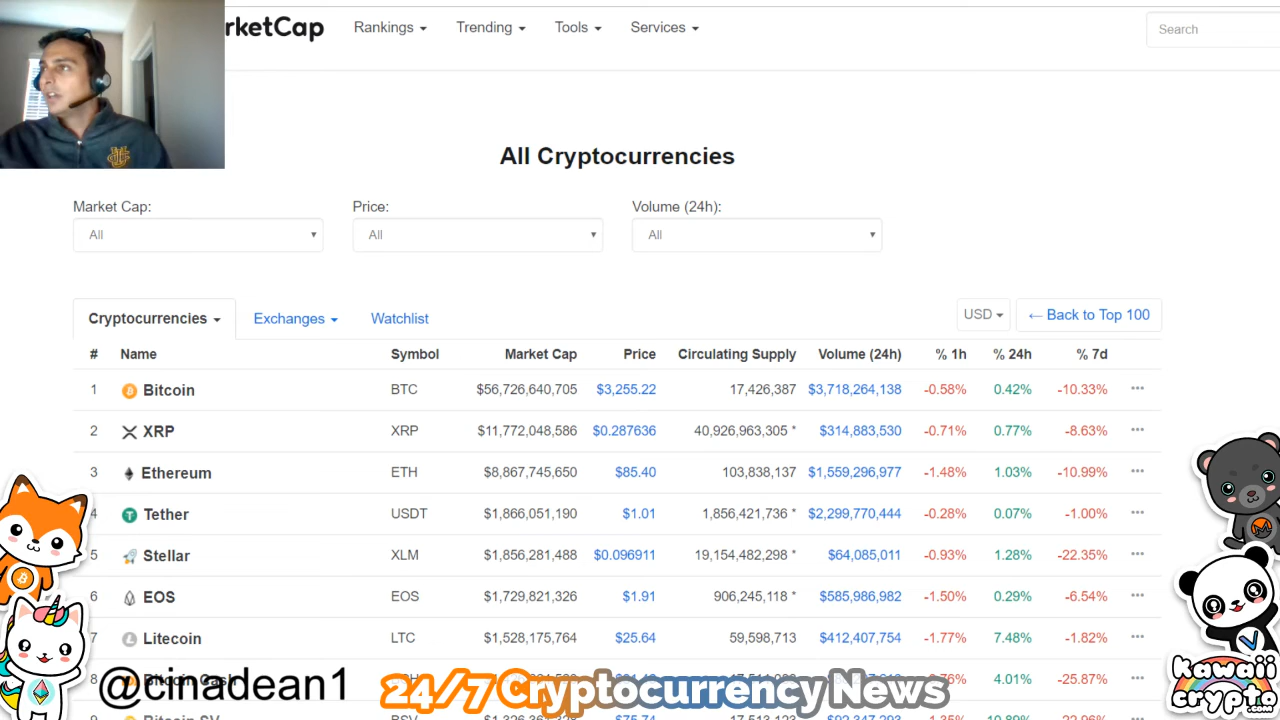 rketCap Rankings Trending Tools Services Search
All Cryptocurrencies
Market Cap: Price: Volume (24h):
All All All
Cryptocurrencies Exchanges Watchlist USD ← Back to Top 100
# Name Symbol Market Cap Price Circulating Supply Volume (24h) % 1h % 24h % 7d
1 Bitcoin BTC $56,726,640,705 $3,255.22 17,426,387 $3,718,264,138 -0.58% 0.42% -10.33% ...
2 XRP XRP $11,772,048,586 $0.287636 40,926,963,305 * $314,883,530 -0.71% 0.77% -8.63% ...
3 Ethereum ETH $8,867,745,650 $85.40 103,838,137 $1,559,296,977 -1.48% 1.03% -10.99% ...
4 Tether USDT $1,866,051,190 $1.01 1,856,421,736 * $2,299,770,444 -0.28% 0.07% -1.00% ...
5 Stellar XLM $1,856,281,488 $0.096911 19,154,482,298 * $64,085,011 -0.93% 1.28% -22.35% ...
6 EOS EOS $1,729,821,326 $1.91 906,245,118 * $585,986,982 -1.50% 0.29% -6.54% ...
7 Litecoin LTC $1,528,175,764 $25.64 59,598,713 $412,407,754 -1.77% 7.48% -1.82% ...
8 Bitcoin Cash 4.01% -25.87% ...
@cinadean1 24/7 Cryptocurrency News
kawaii
crypto
.com
9 Bitcoin SV BSV